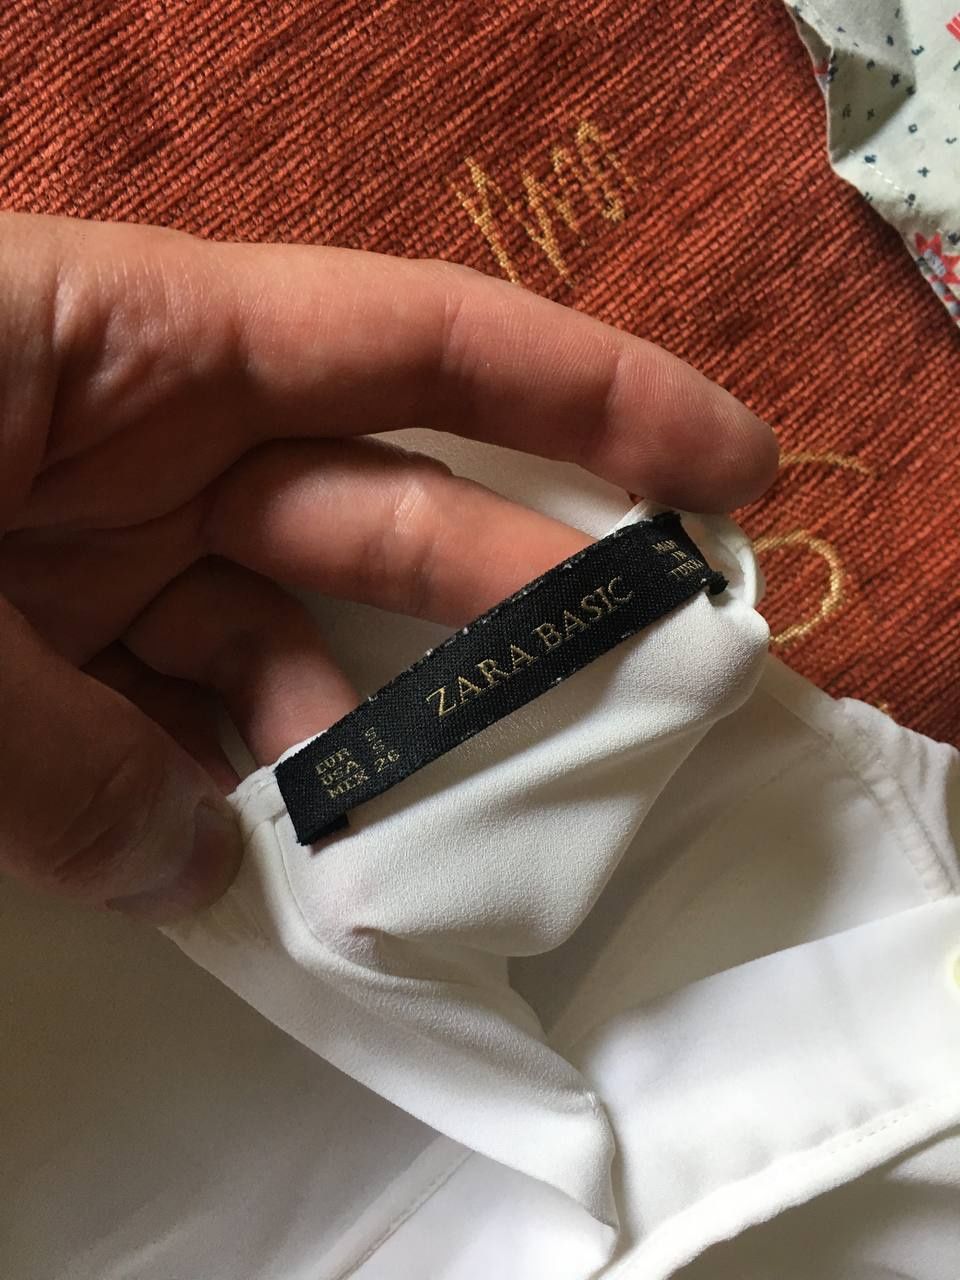 EUR S
USA S
MEX 26
ZARA BASIC
MADE
IN
TURKEY